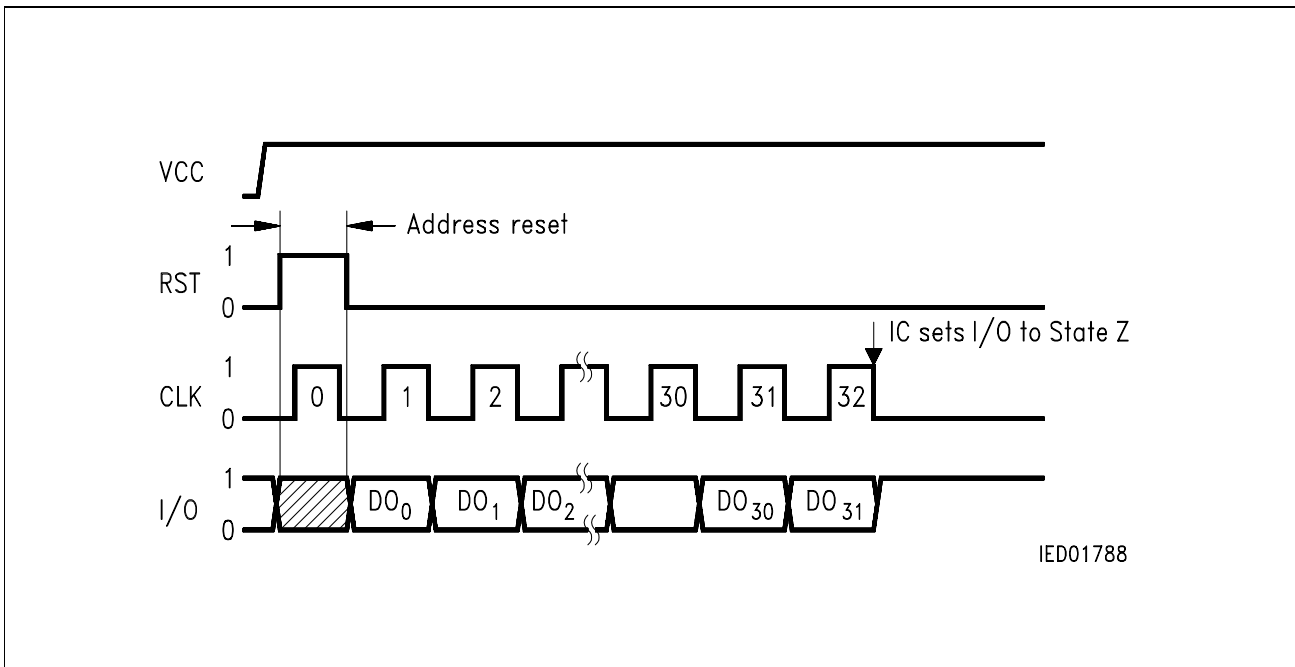 VCC
Address reset
1
RST
0
IC sets I/O to State Z
1
CLK 0 1 2 30 31 32
0
1
I/O DO0 DO1 DO2 DO30 DO31
0
IED01788